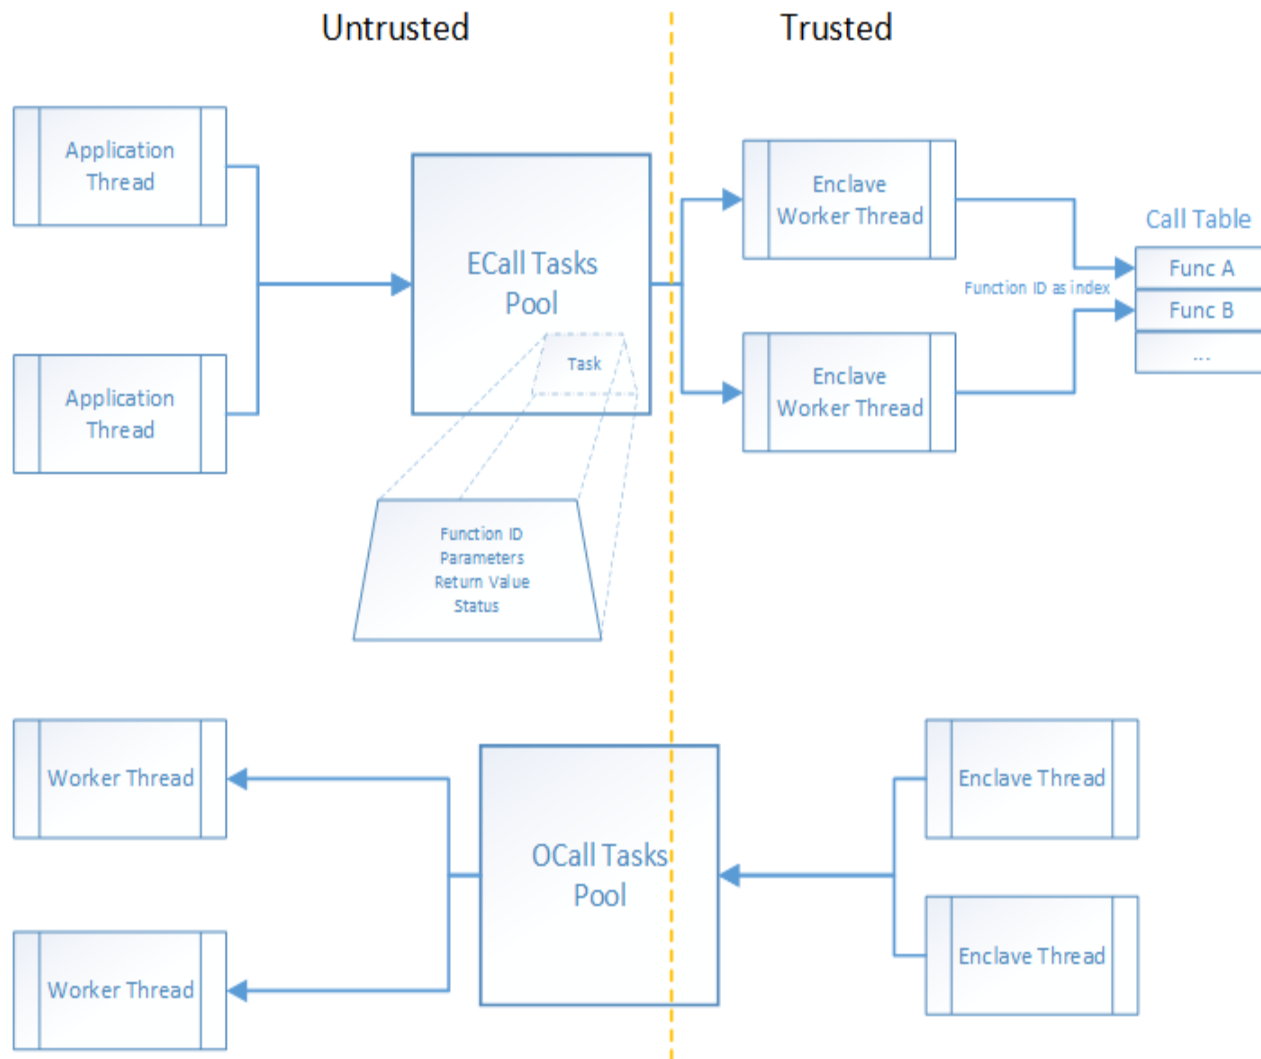 Untrusted
Trusted
Application
Thread
Enclave
Worker Thread
Call Table
ECall Tasks
Pool
Func A
Function ID as index
Func B
...
Task
Application
Thread
Enclave
Worker Thread
Function ID
Parameters
Return Value
Status
Worker Thread
Enclave Thread
OCall Tasks
Pool
Worker Thread
Enclave Thread